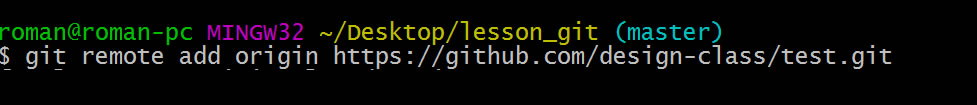 roman@roman-pc MINGW32 ~/Desktop/lesson_git (master)
$ git remote add origin https://github.com/design-class/test.git